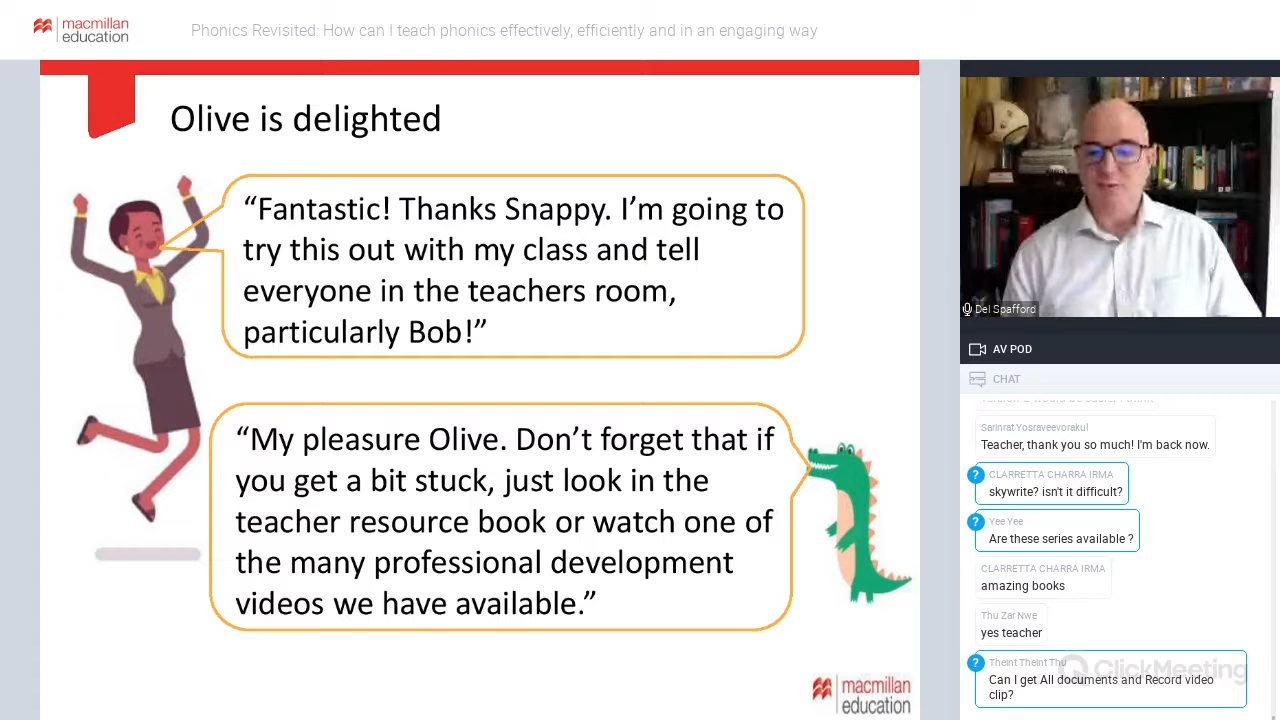 macmillan
education
Phonics Revisited: How can I teach phonics effectively, efficiently and in an engaging way
Olive is delighted
“Fantastic! Thanks Snappy. I’m going to
try this out with my class and tell
everyone in the teachers room,
particularly Bob!”
“My pleasure Olive. Don’t forget that if
you get a bit stuck, just look in the
teacher resource book or watch one of
the many professional development
videos we have available.”
macmillan
education
Del Spafford
AV POD
CHAT
Sarinrat Yosraveevorakul
Teacher, thank you so much! I'm back now.
?
CLARRETTA CHARRA IRMA
skywrite? isn't it difficult?
?
Yee Yee
Are these series available ?
CLARRETTA CHARRA IRMA
amazing books
Thu Zar Nwe
yes teacher
?
Theint Theint Thu
Can I get All documents and Record video
clip?
ClickMeeting